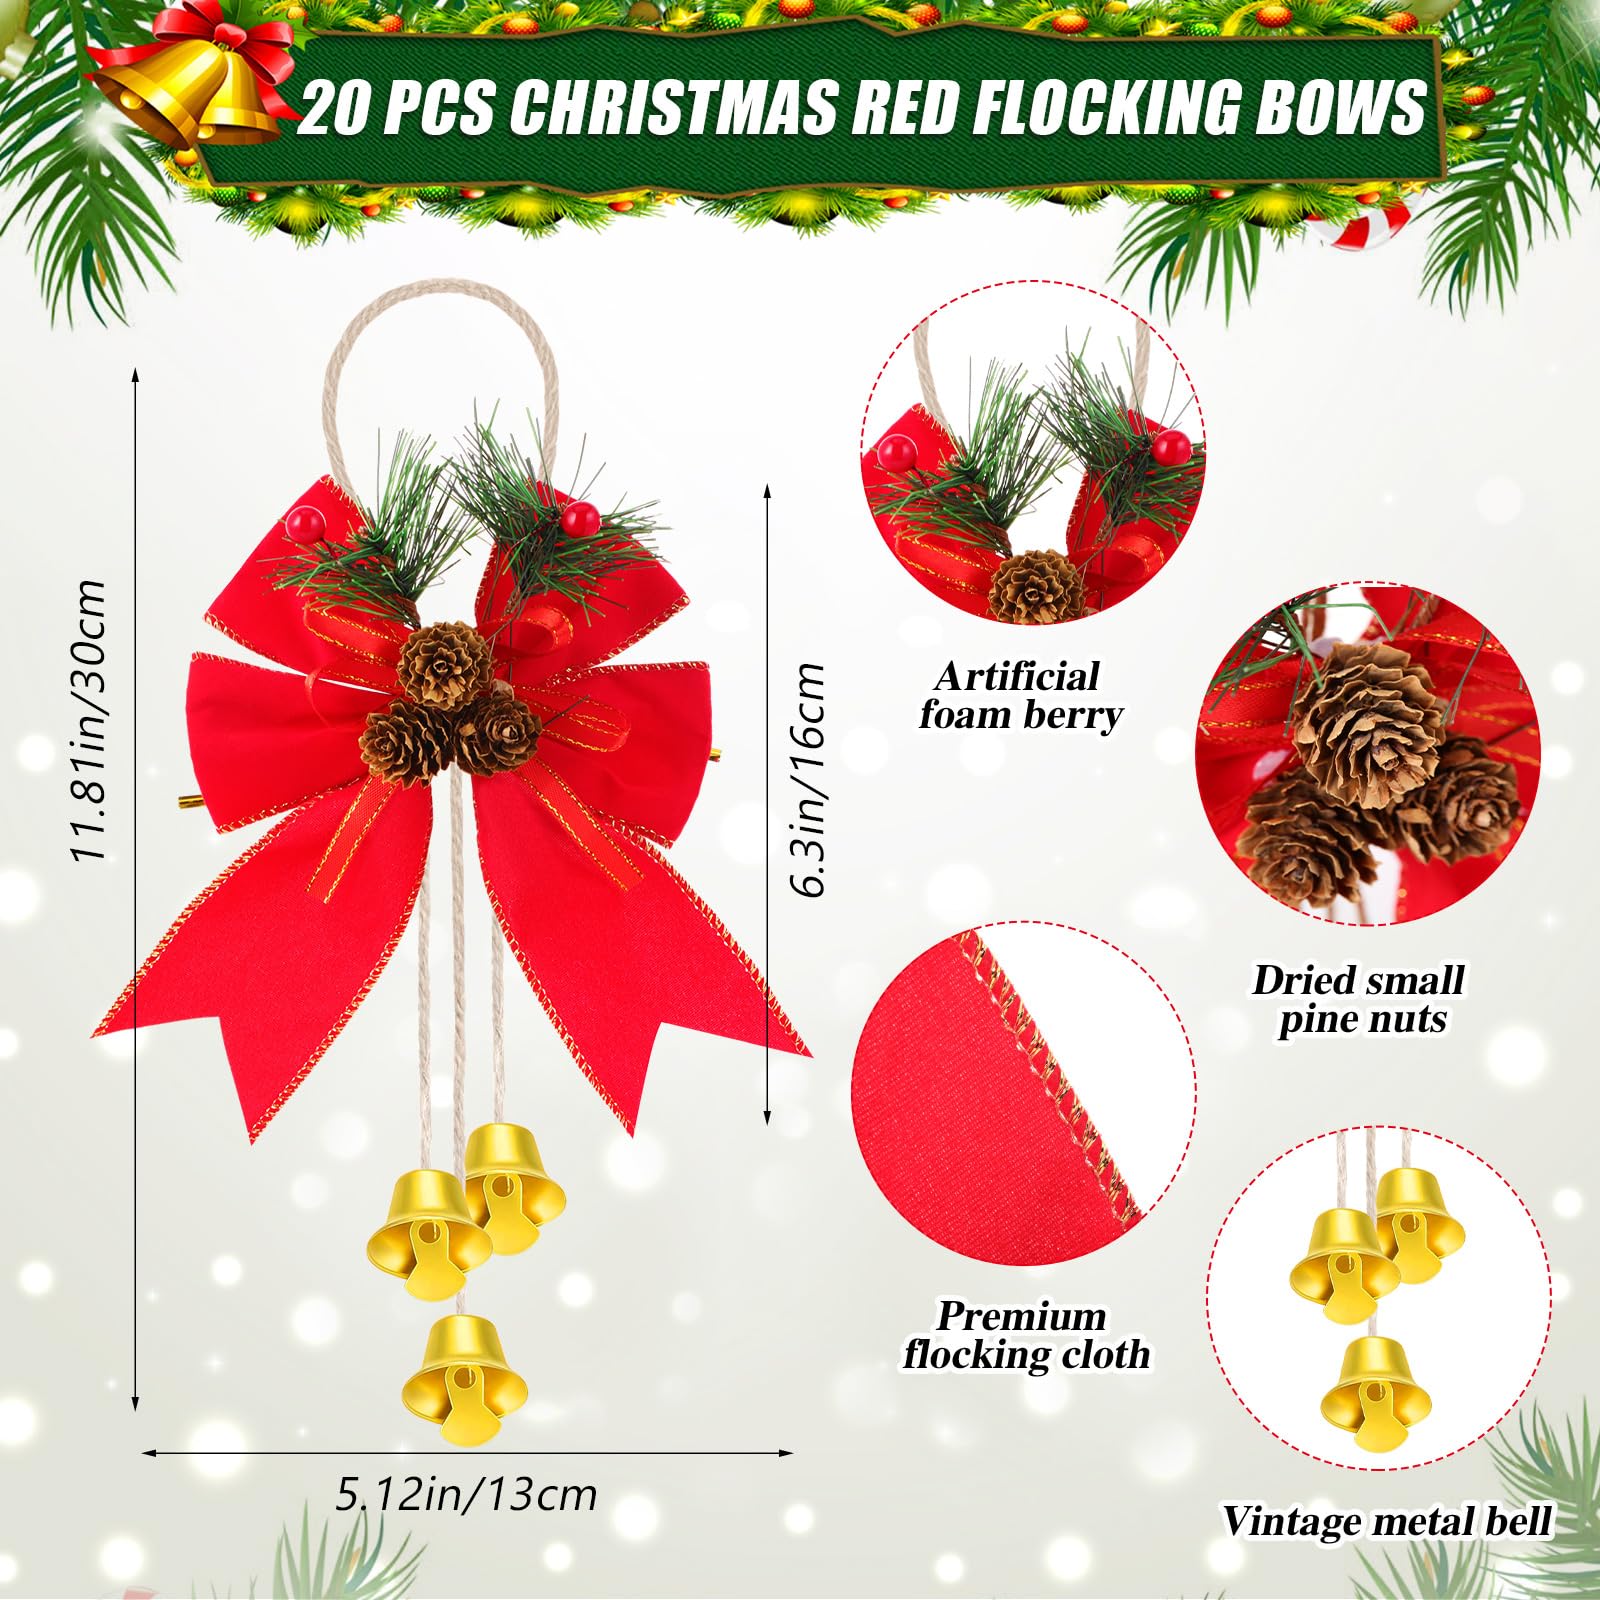 20 PCS CHRISTMAS RED FLOCKING BOWS
11.81in/30cm
6.3in/16cm
5.12in/13cm
Artificial
foam berry
Dried small
pine nuts
Premium
flocking cloth
Vintage metal bell